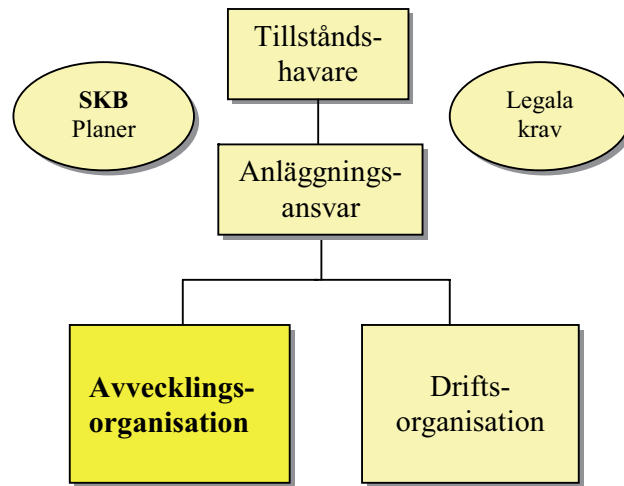 Tillstånds-
havare
SKB
Planer
Legala
krav
Anläggnings-
ansvar
Avvecklings-
organisation
Drifts-
organisation